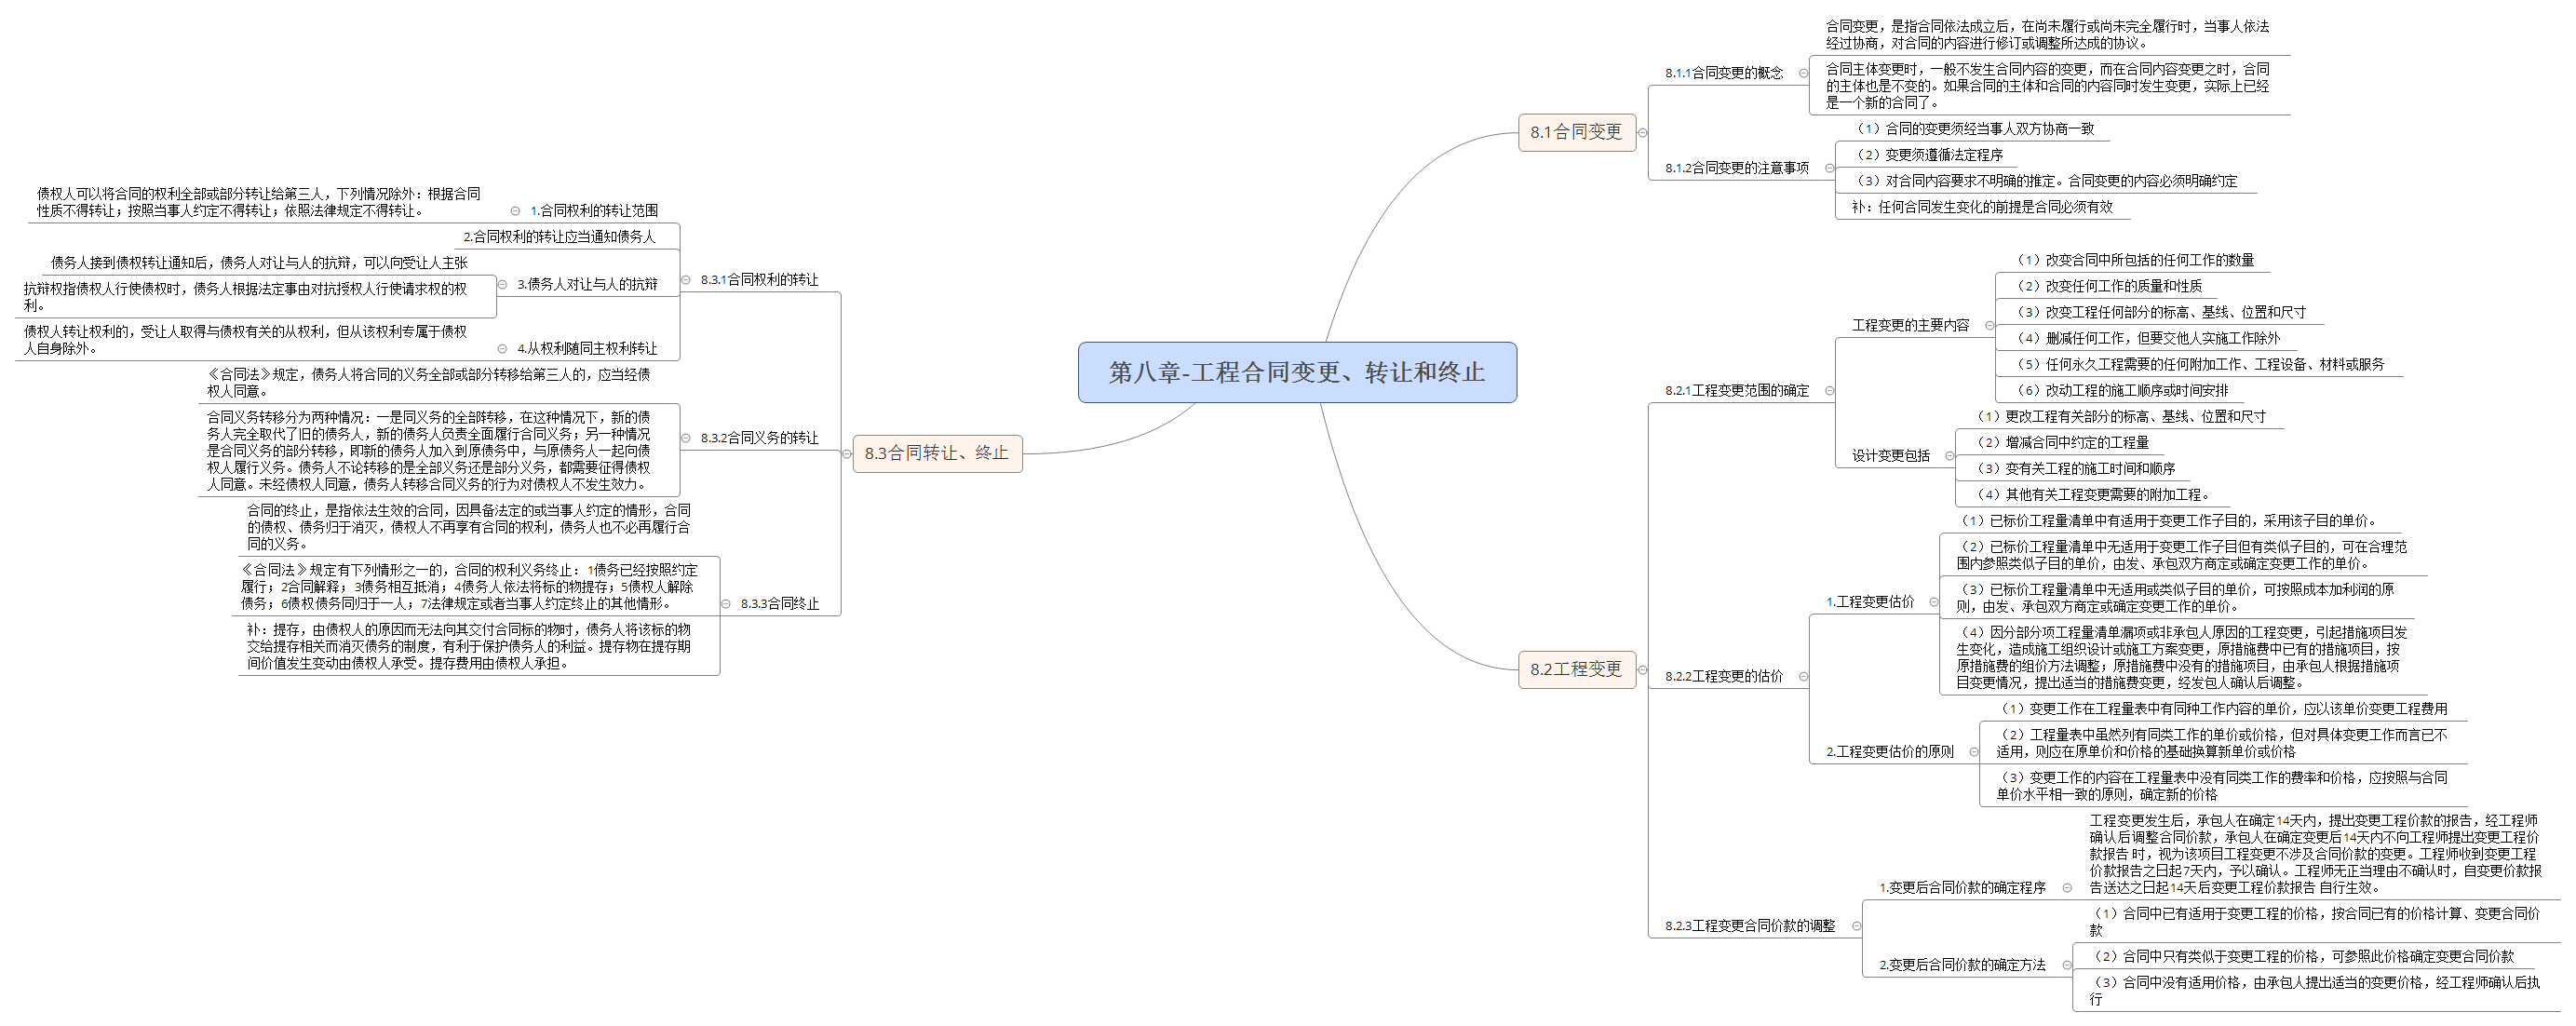 第八章-工程合同变更、转让和终止
8.1合同变更
8.1.1合同变更的概念
合同变更，是指合同依法成立后，在尚未履行或尚未完全履行时，当事人依法
经过协商，对合同的内容进行修订或调整所达成的协议。
合同主体变更时，一般不发生合同内容的变更，而在合同内容变更之时，合同
的主体也是不变的。如果合同的主体和合同的内容同时发生变更，实际上已经
是一个新的合同了。
8.1.2合同变更的注意事项
（1）合同的变更须经当事人双方协商一致
（2）变更须遵循法定程序
（3）对合同内容要求不明确的推定。合同变更的内容必须明确约定
补：任何合同发生变化的前提是合同必须有效
8.2工程变更
8.2.1工程变更范围的确定
工程变更的主要内容
（1）改变合同中所包括的任何工作的数量
（2）改变任何工作的质量和性质
（3）改变工程任何部分的标高、基线、位置和尺寸
（4）删减任何工作，但要交他人实施工作除外
（5）任何永久工程需要的任何附加工作、工程设备、材料或服务
（6）改动工程的施工顺序或时间安排
设计变更包括
（1）更改工程有关部分的标高、基线、位置和尺寸
（2）增减合同中约定的工程量
（3）变有关工程的施工时间和顺序
（4）其他有关工程变更需要的附加工程。
8.2.2工程变更的估价
1.工程变更估价
（1）已标价工程量清单中有适用于变更工作子目的，采用该子目的单价。
（2）已标价工程量清单中无适用于变更工作子目但有类似子目的，可在合理范
围内参照类似子目的单价，由发、承包双方商定或确定变更工作的单价。
（3）已标价工程量清单中无适用或类似子目的单价，可按照成本加利润的原
则，由发、承包双方商定或确定变更工作的单价。
（4）因分部分项工程量清单漏项或非承包人原因的工程变更，引起措施项目发
生变化，造成施工组织设计或施工方案变更，原措施费中已有的措施项目，按
原措施费的组价方法调整；原措施费中没有的措施项目，由承包人根据措施项
目变更情况，提出适当的措施费变更，经发包人确认后调整。
2.工程变更估价的原则
（1）变更工作在工程量表中有同种工作内容的单价，应以该单价变更工程费用
（2）工程量表中虽然列有同类工作的单价或价格，但对具体变更工作而言已不
适用，则应在原单价和价格的基础换算新单价或价格
（3）变更工作的内容在工程量表中没有同类工作的费率和价格，应按照与合同
单价水平相一致的原则，确定新的价格
8.2.3工程变更合同价款的调整
1.变更后合同价款的确定程序
工程变更发生后，承包人在确定14天内，提出变更工程价款的报告，经工程师
确认后调整合同价款，承包人在确定变更后14天内不向工程师提出变更工程价
款报告 时，视为该项目工程变更不涉及合同价款的变更。工程师收到变更工程
价款报告之日起7天内，予以确认。工程师无正当理由不确认时，自变更价款报
告送达之日起14天后变更工程价款报告 自行生效。
2.变更后合同价款的确定方法
（1）合同中已有适用于变更工程的价格，按合同已有的价格计算、变更合同价
款
（2）合同中只有类似于变更工程的价格，可参照此价格确定变更合同价款
（3）合同中没有适用价格，由承包人提出适当的变更价格，经工程师确认后执
行
8.3合同转让、终止
8.3.1合同权利的转让
1.合同权利的转让范围
债权人可以将合同的权利全部或部分转让给第三人，下列情况除外：根据合同
性质不得转让；按照当事人约定不得转让；依照法律规定不得转让。
2.合同权利的转让应当通知债务人
3.债务人对让与人的抗辩
债务人接到债权转让通知后，债务人对让与人的抗辩，可以向受让人主张
抗辩权指债权人行使债权时，债务人根据法定事由对抗授权人行使请求权的权
利。
4.从权利随同主权利转让
债权人转让权利的，受让人取得与债权有关的从权利，但从该权利专属于债权
人自身除外。
8.3.2合同义务的转让
《合同法》规定，债务人将合同的义务全部或部分转移给第三人的，应当经债
权人同意。
合同义务转移分为两种情况：一是同义务的全部转移，在这种情况下，新的债
务人完全取代了旧的债务人，新的债务人负责全面履行合同义务；另一种情况
是合同义务的部分转移，即新的债务人加入到原债务中，与原债务人一起向债
权人履行义务。债务人不论转移的是全部义务还是部分义务，都需要征得债权
人同意。未经债权人同意，债务人转移合同义务的行为对债权人不发生效力。
8.3.3合同终止
合同的终止，是指依法生效的合同，因具备法定的或当事人约定的情形，合同
的债权、债务归于消灭，债权人不再享有合同的权利，债务人也不必再履行合
同的义务。
《合同法》规定有下列情形之一的，合同的权利义务终止：1债务已经按照约定
履行；2合同解释；3债务相互抵消；4债务人依法将标的物提存；5债权人解除
债务；6债权债务同归于一人；7法律规定或者当事人约定终止的其他情形。
补：提存，由债权人的原因而无法向其交付合同标的物时，债务人将该标的物
交给提存相关而消灭债务的制度，有利于保护债务人的利益。提存物在提存期
间价值发生变动由债权人承受。提存费用由债权人承担。